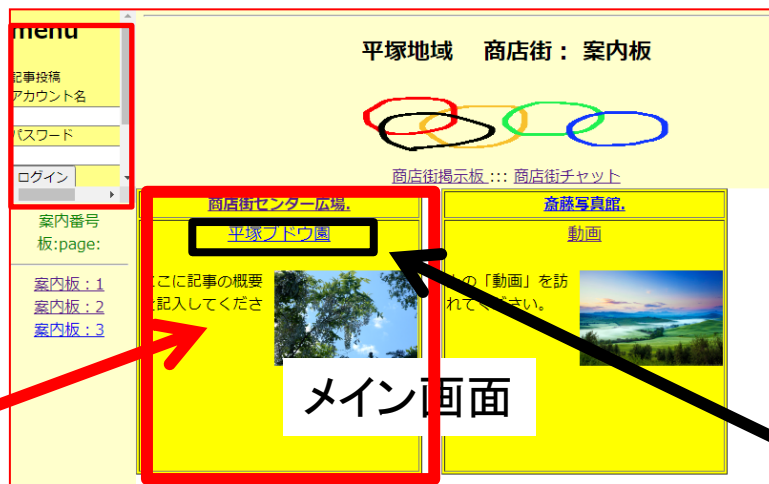 menu
平塚地域 商店街： 案内板
記事投稿
アカウント名
パスワード
ログイン
商店街掲示板 ::: 商店街チャット
案内番号
板:page:
案内板：1
案内板：2
案内板：3
商店街センター広場.
平塚ブドウ園
ここに記事の概要
記入してくださ
斎藤写真館.
動画
の「動画」を訪
れてください。
メイン画面